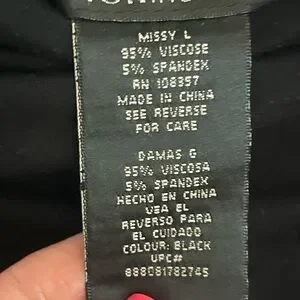 MISSY L
95% VISCOSE
5% SPANDEX
RN 108357
MADE IN CHINA
SEE REVERSE
FOR CARE
DAMAS G
95% VISCOSA
5% SPANDEX
HECHO EN CHINA
VEA EL
REVERSO PARA
EL CUIDADO
COLOUR: BLACK
UPC#
888081782745